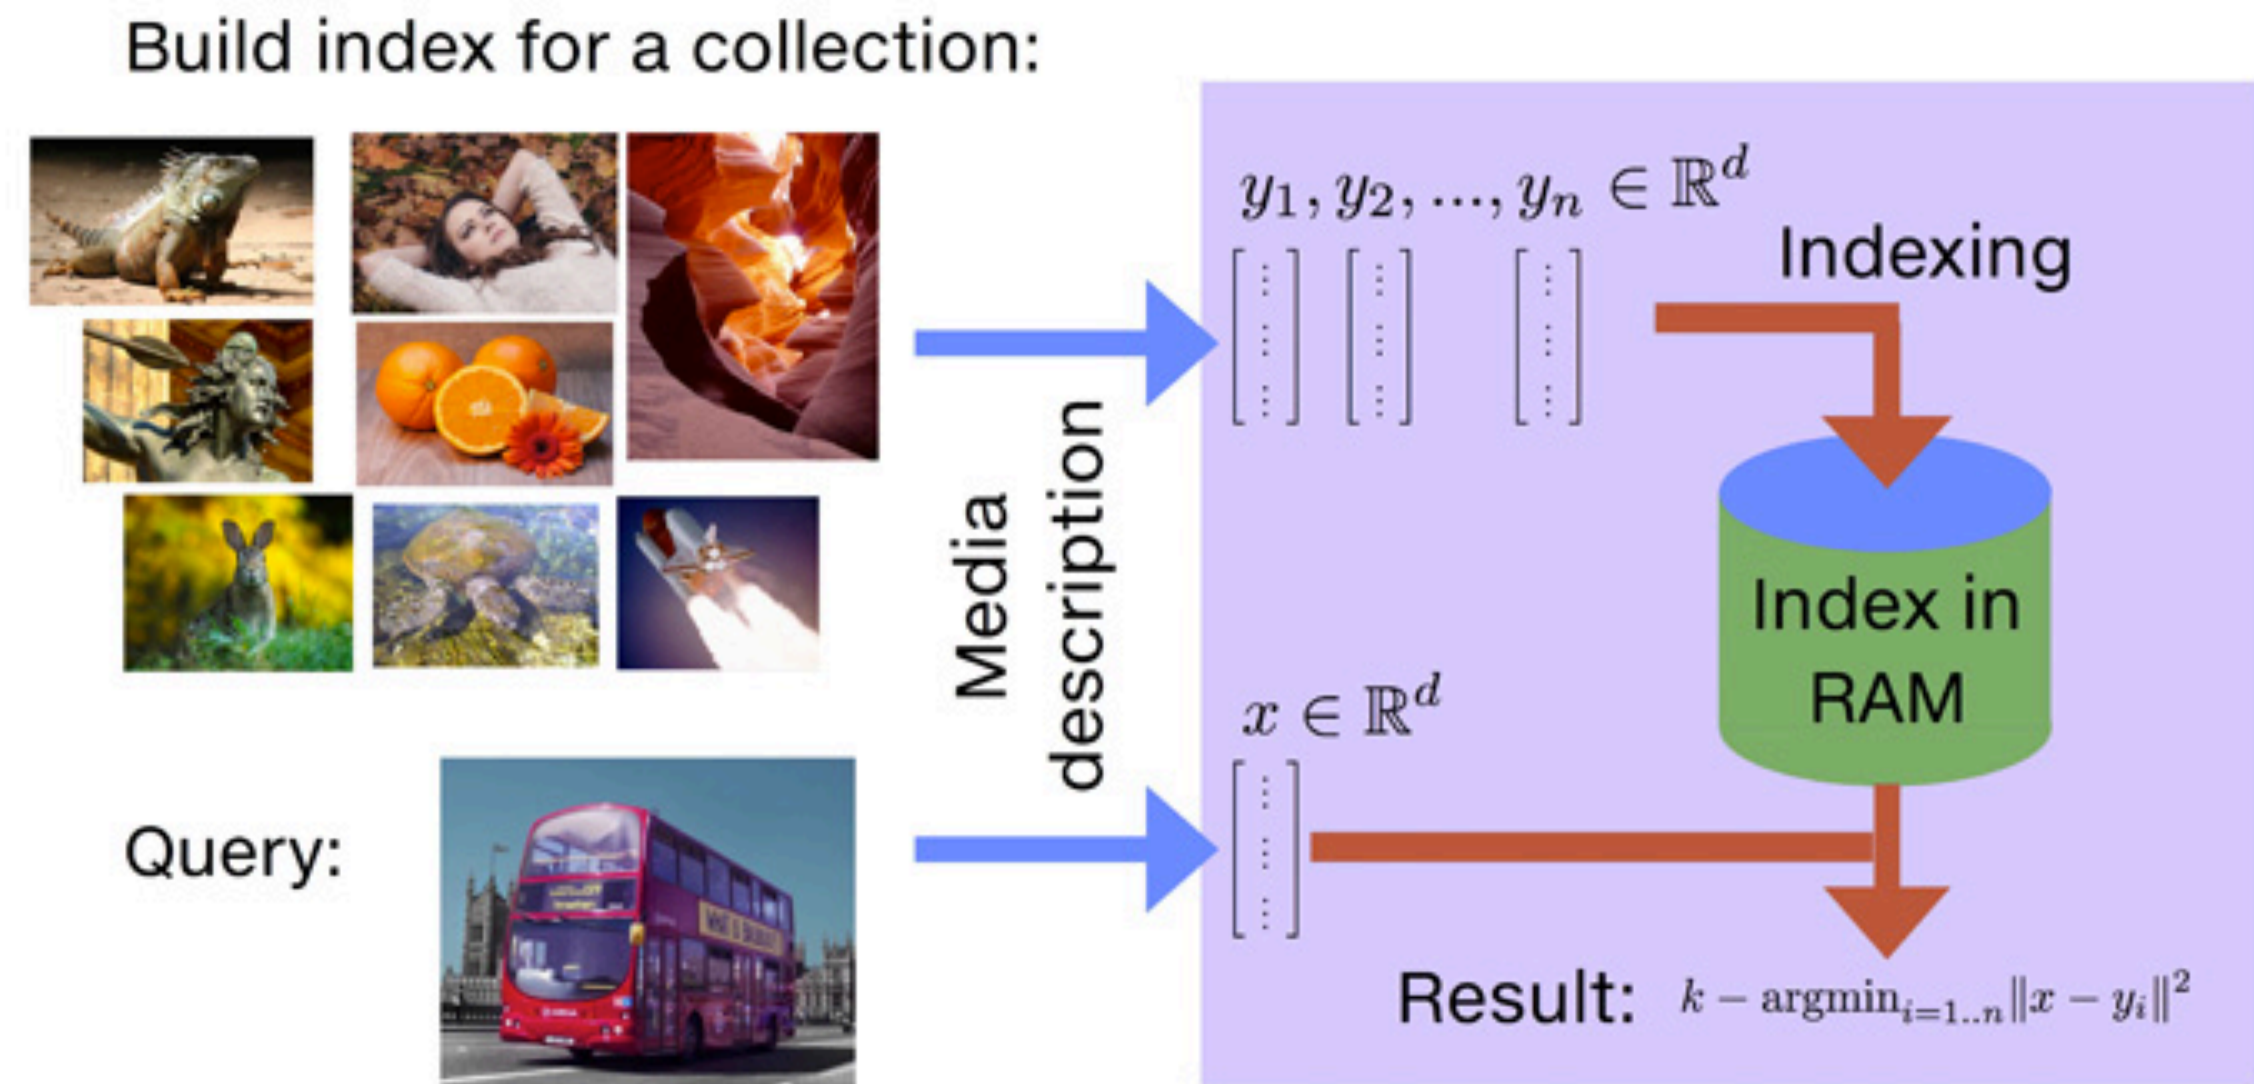 Build index for a collection:
y₁, y₂, ..., yₙ ∈ ℝᵈ
Indexing
Media
description
Index in
RAM
x ∈ ℝᵈ
Query:
Result: k − argminᵢ₌₁..ₙ‖x − yᵢ‖²